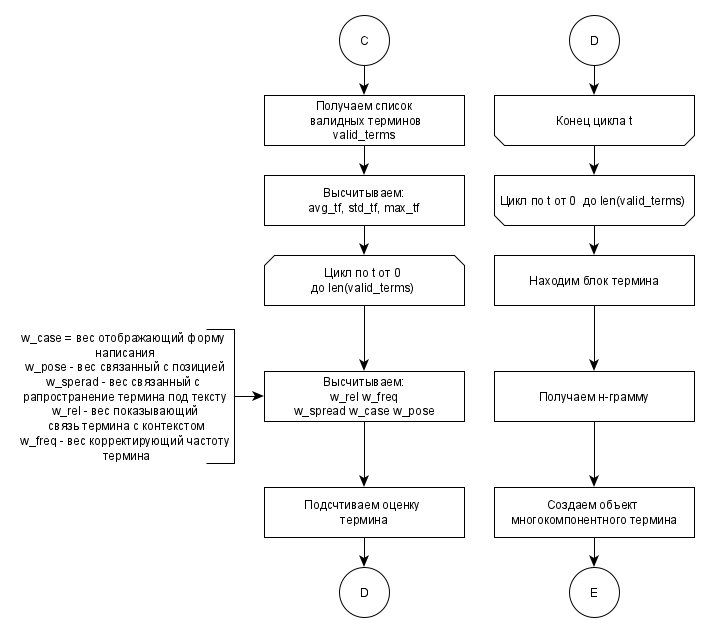 C
Получаем список
валидных терминов
valid_terms
Высчитываем:
avg_tf, std_tf, max_tf
Цикл по t от 0
до len(valid_terms)
w_case = вес отображающий форму
написания
w_pose - вес связанный с позицией
w_sperad - вес связанный с
рапространение термина под тексту
w_rel - вес показывающий
связь термина с контекстом
w_freq - вес корректирующий частоту
термина
Высчитываем:
w_rel w_freq
w_spread w_case w_pose
Подсчтиваем оценку
термина
D
D
Конец цикла t
Цикл по t от 0 до len(valid_terms)
Находим блок термина
Получаем н-грамму
Создаем объект
многокомпонентного термина
E